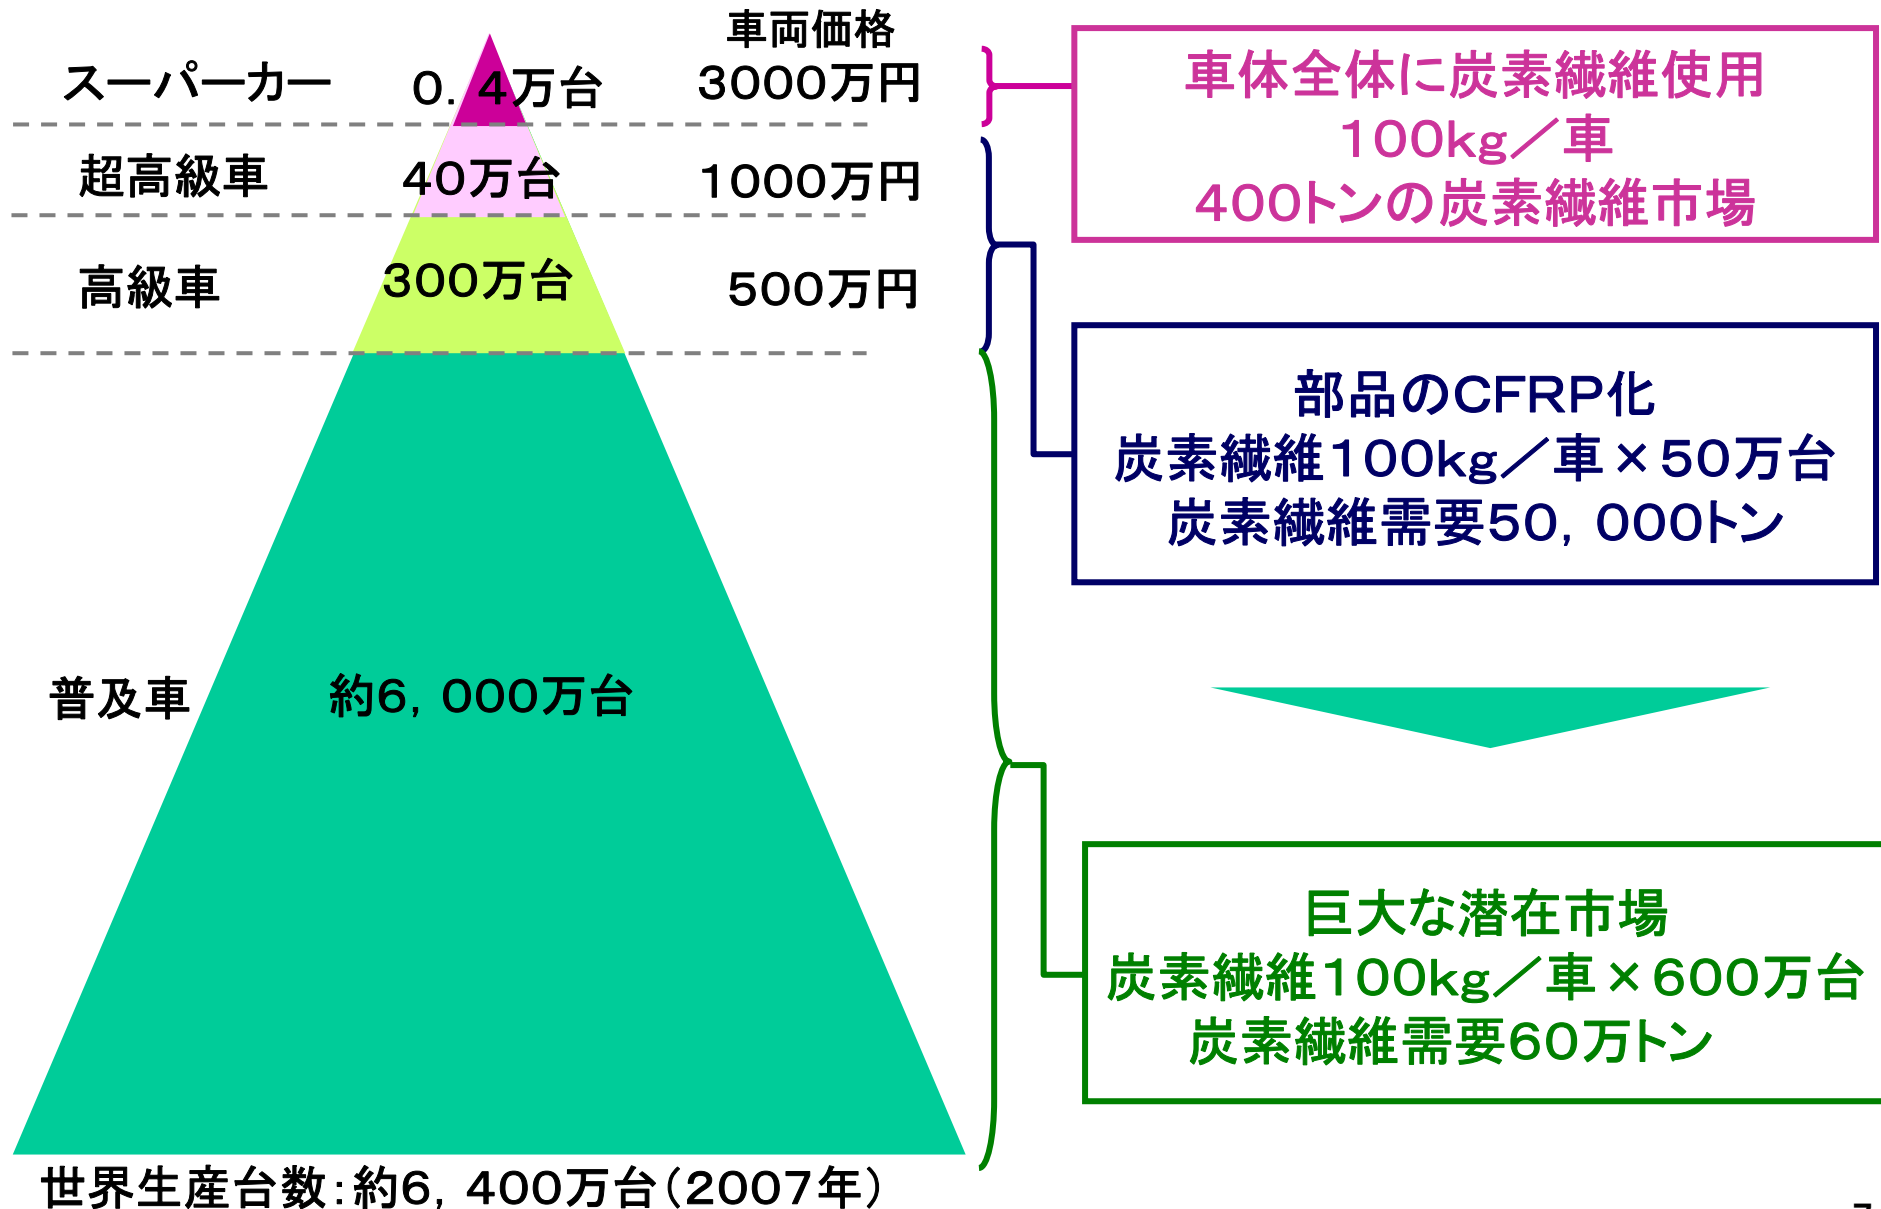 車両価格
スーパーカー 0.4万台 3000万円
超高級車 40万台 1000万円
高級車 300万台 500万円
普及車 約6,000万台
世界生産台数:約6,400万台(2007年)
車体全体に炭素繊維使用
100kg/車
400トンの炭素繊維市場
部品のCFRP化
炭素繊維100kg/車×50万台
炭素繊維需要50,000トン
巨大な潜在市場
炭素繊維100kg/車×600万台
炭素繊維需要60万トン